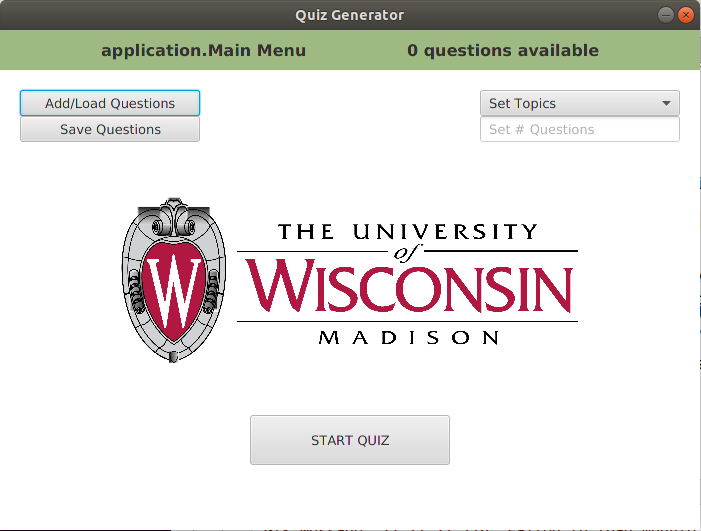 Quiz Generator
application.Main Menu 0 questions available
Add/Load Questions Set Topics
Save Questions Set # Questions
THE UNIVERSITY
of
WISCONSIN
MADISON
W
START QUIZ